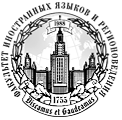 ФАКУЛЬТЕТ ИНОСТРАННЫХ ЯЗЫКОВ И РЕГИОНОВЕДЕНИЯ
1988
1755
Discamus et Gaudeamus